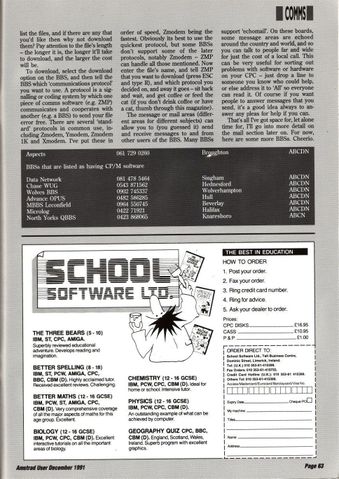 COMMS
list the files, and if there are any that
you'd like then why not download
them? Pay attention to the file's length
– the longer it is, the longer it'll take
to download, and the larger the cost
will be.
To download, select the download
option on the BBS, and then tell the
BBS which 'communications protocol'
you want to use. A protocol is a sig-
nalling or coding system by which one
piece of comms software (e.g. ZMP)
communicates and cooperates with
another (e.g. a BBS) to send your file
error free. There are several 'stand-
ard' protocols in common use, in-
cluding Xmodem, Ymodem, Zmodem
1K and Xmodem. I've put these in
order of speed, Zmodem being the
fastest. Obviously its best to use the
quickest protocol, but some BBSs
don't support some of the later
protocols, notably Zmodem – ZMP
can handle all those mentioned. Now
enter the file's name, and tell ZMP
that you want to download (press ESC
and type R), and which protocol you
decided on, and away it goes – sit back
and wait, and get coffee or feed the
cat (if you don't drink coffee or have
a cat, thumb through this magazine).
The message or mail areas (differ-
ent areas for different subjects) can
allow you to (you guessed it) send
and receive messages to and from
other users of the BBS. Many BBSs
support 'echomail'. On these boards,
some message areas are echoed
around the country and world, and so
you can talk to people far and wide
for just the cost of a local call. This
can be very useful for sorting out
problems with software or hardware
on your CPC – just drop a line to
someone you know who could help,
or else address it to 'All' so everyone
can read it. Of course if you want
people to answer messages that you
send, it's a good idea always to an-
swer any pleas for help if you can.
That's all I've got space for, let alone
time for, I'll go into more detail on
the mail section later on. For now,
here are some more BBSs. Cheerio.
Aspects 061 792 0260 ABCDN
BBSs that are listed as having CP/M software
Data Network 081 478 5464 Singham ABCDN
Chase WUG 0543 871562 Hednesford ABCDN
Wolves BBS 0902 745337 Wolverhampton ABCDN
Advance OPUS 0482 586285 Hull ABCDN
MBBS Leconfield 0964 550745 Beverlay ABCDN
Microlog 0422 71921 Halifax ABCDN
North Yorks QBBS 0423 868065 Knaresboro ABCN
SCHOOL
SOFTWARE LTD.
THE THREE BEARS (5 - 10)
IBM, ST, CPC, AMIGA.
Superbly reviewed educational
adventure. Develops reading and
imagination.
BETTER SPELLING (8 - 18)
IBM, ST, PCW, AMIGA, CPC,
BBC, CBM (D). Highly acclaimed tutor.
Received excellent reviews. Challenging.
BETTER MATHS (12 - 16 GCSE)
IBM, PCW, ST, AMIGA, CPC,
CBM (D). Very comprehensive coverage
of all the major aspects of maths for this
age group. Excellent.
BIOLOGY (12 - 16 GCSE)
IBM, PCW, CPC, CBM (D). Excellent
interactive tutorials on all the important
areas of biology.
CHEMISTRY (12 - 16 GCSE)
IBM, PCW, CPC, CBM (D). Ideal for
home or school intensive tutor.
PHYSICS (12 - 16 GCSE)
IBM, PCW, CPC, CBM (D).
An outstanding example of what can be
achieved by computer.
GEOGRAPHY QUIZ CPC, BBC,
CBM (D). England, Scotland, Wales,
Ireland. Superb program with excellent
graphics.
THE BEST IN EDUCATION
HOW TO ORDER
1. Post your order.
2. Fax your order.
3. Ring credit card number.
4. Ring for advice.
5. Ask your dealer to order.
Prices:
CPC DISKS £16.95
CASS £10.95
P & P £1.00
ORDER DIRECT TO:
School Software Ltd., Tait Business Centre,
Dominic Street, Limerick, Ireland.
Expiry Date Cheque/PO
My machine
Titles
Name
Address
Amstrad User December 1991
Page 63